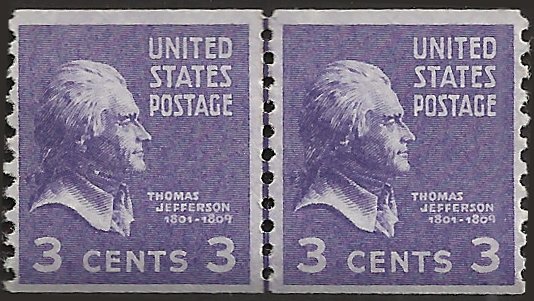 UNITED
STATES
POSTAGE
THOMAS
JEFFERSON
1801-1809
3 CENTS 3
UNITED
STATES
POSTAGE
THOMAS
JEFFERSON
1801-1809
3 CENTS 3